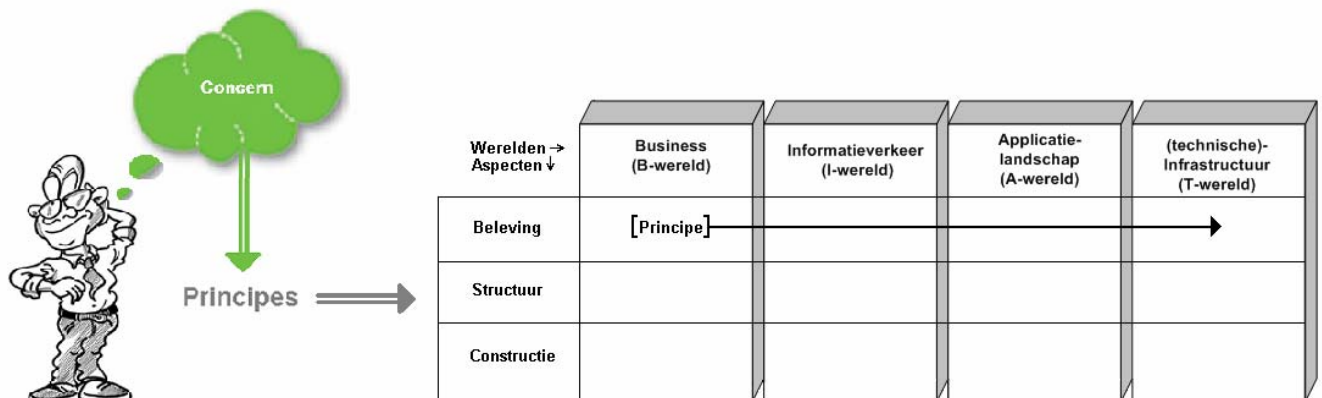 Concern
Principes
Werelden →
Aspecten ↓
Business
(B-wereld)
Informatieverkeer
(I-wereld)
Applicatie-
landschap
(A-wereld)
(technische)-
Infrastructuur
(T-wereld)
Beleving
[Principe]
Structuur
Constructie